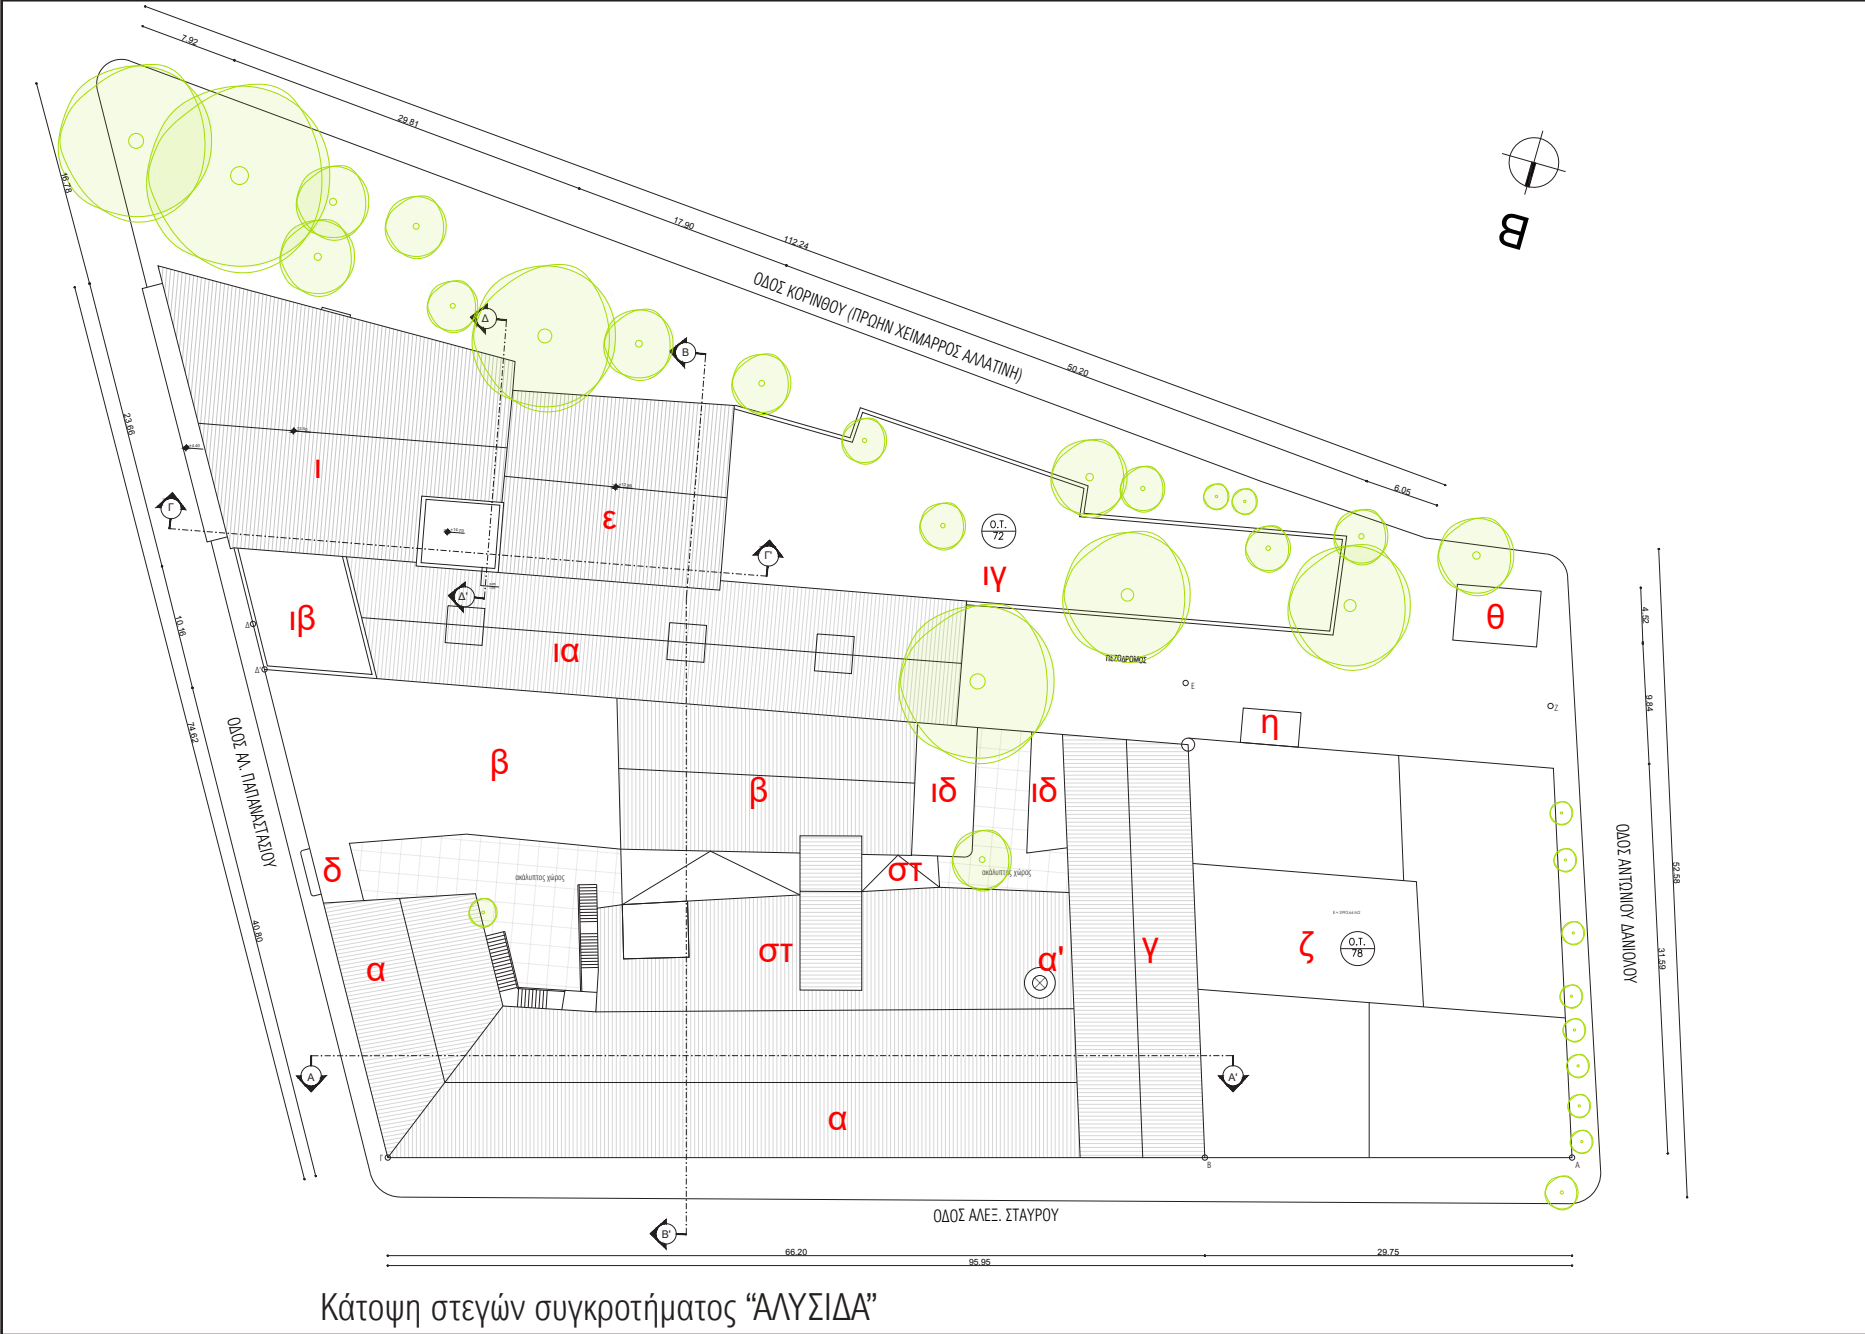 7.92
29.81
17.90
112.24
ΟΔΟΣ ΚΟΡΙΝΘΟΥ (ΠΡΩΗΝ ΧΕΙΜΑΡΡΟΣ ΑΛΛΑΤΙΝΗ)
50.20
6.05
Β
16.78
23.66
10.16
74.62
40.80
ΟΔΟΣ ΑΛ. ΠΑΠΑΝΑΣΤΑΣΙΟΥ
Δ
Β
Γ
Γ'
Δ'
ι
ε
Ο.Τ.
72
ιγ
θ
ιβ
ια
Δ
Δ'
ΠΕΖΟΔΡΟΜΟΣ
Ε
Ζ
η
β
β
ιδ
ιδ
δ
ακάλυπτος χώρος
στ
ακάλυπτος χώρος
α
στ
α'
γ
ζ
Ο.Τ.
78
4.52
9.84
52.58
31.59
ΟΔΟΣ ΑΝΤΩΝΙΟΥ ΔΑΝΙΟΛΟΥ
Α
Α'
α
Γ
Β
Α
Β'
ΟΔΟΣ ΑΛΕΞ. ΣΤΑΥΡΟΥ
66.20
29.75
95.95
Κάτοψη στεγών συγκροτήματος “ΑΛΥΣΙΔΑ”